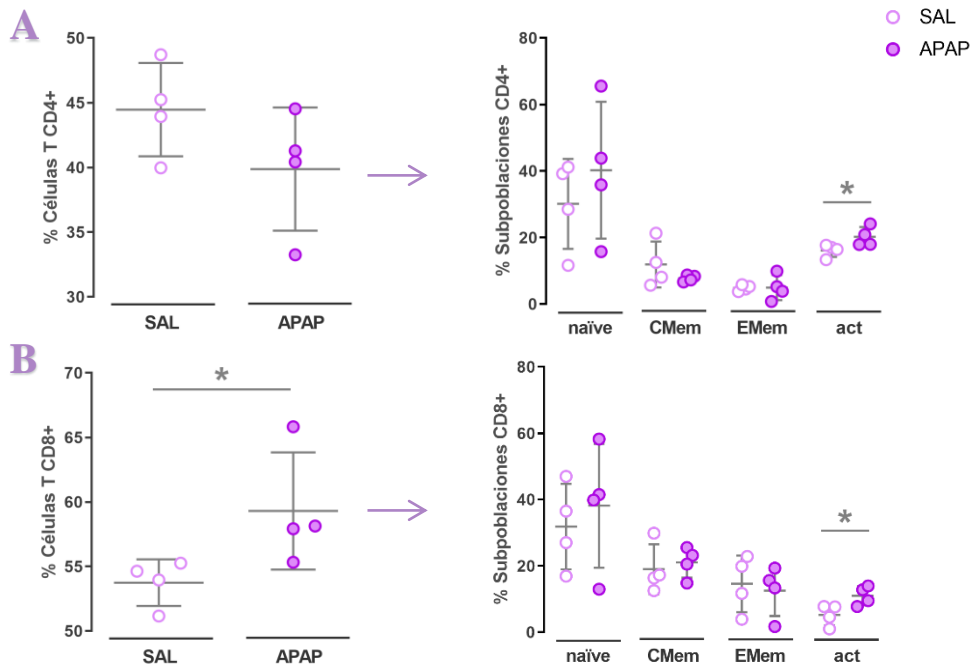 A
SAL
APAP
% Células T CD4+
50
45
40
35
30
SAL
APAP
% Subpoblaciones CD4+
80
60
40
20
0
*
naïve
CMem
EMem
act
B
% Células T CD8+
70
65
60
55
50
*
SAL
APAP
% Subpoblaciones CD8+
80
60
40
20
0
*
naïve
CMem
EMem
act